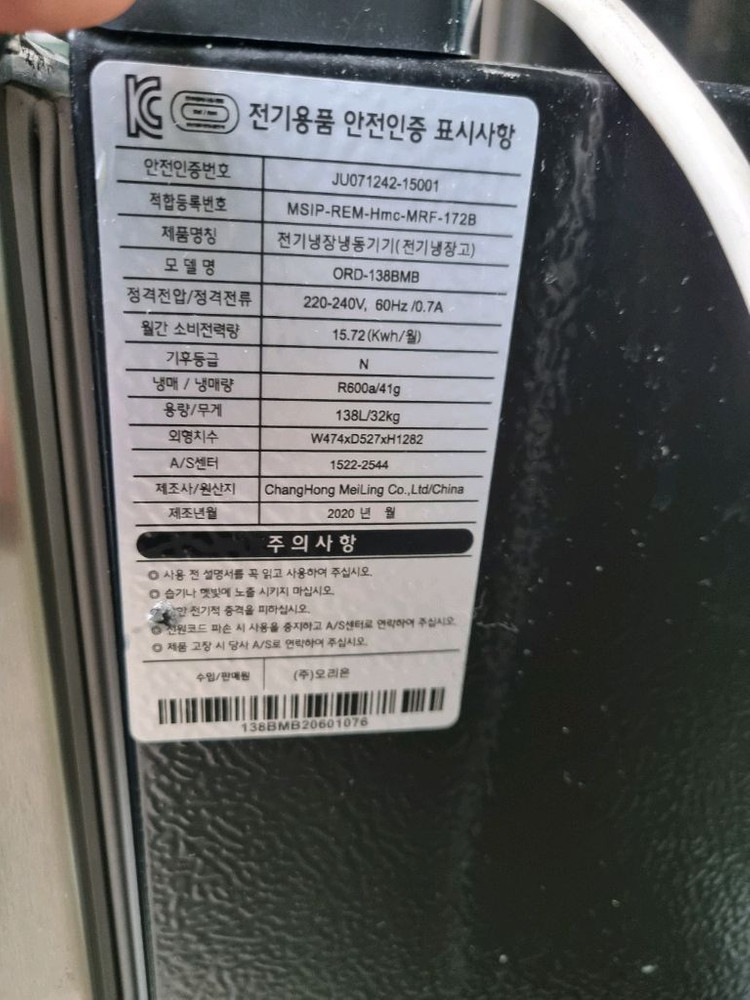 전기용품 안전인증 표시사항
안전인증번호 JU071242-15001
적합등록번호 MSIP-REM-Hmc-MRF-172B
제품명칭 전기냉장냉동기기(전기냉장고)
모 델 명 ORD-138BMB
정격전압/정격전류 220-240V, 60Hz /0.7A
월간 소비전력량 15.72(Kwh/월)
기후등급 N
냉매 / 냉매량 R600a/41g
용량/무게 138L/32kg
외형치수 W474xD527xH1282
A/S센터 1522-2544
제조사/원산지 ChangHong MeiLing Co.,Ltd/China
제조년월 2020 년 월
주 의 사 항
사용 전 설명서를 꼭 읽고 사용하여 주십시오.
습기나 햇빛에 노출 시키지 마십시오.
전기적 충격을 피하십시오.
전원코드 파손 시 사용을 중지하고 A/S센터로 연락하여 주십시오.
제품 고장 시 당사 A/S로 연락하여 주십시오.
수입/판매원 (주)오리온
138BMB20601076